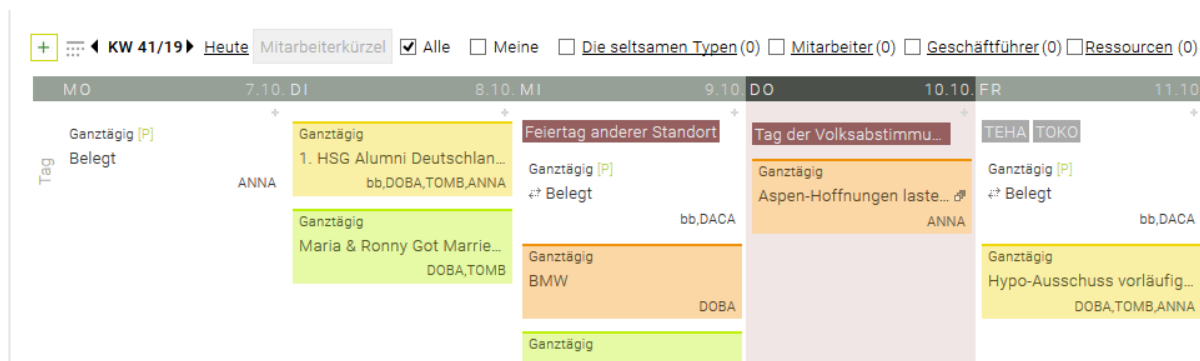 + KW 41/19 Heute Mitarbeiterkürzel Alle Meine Die seltsamen Typen (0) Mitarbeiter (0) Geschäftführer (0) Ressourcen (0)
MO 7.10. DI 8.10. MI 9.10. DO 10.10. FR 11.10
Tag
Ganztägig [P]
Belegt
ANNA
Ganztägig
1. HSG Alumni Deutschlan...
bb,DOBA,TOMB,ANNA
Ganztägig
Maria & Ronny Got Marrie...
DOBA,TOMB
Feiertag anderer Standort
Ganztägig [P]
Belegt
bb,DACA
Ganztägig
BMW
DOBA
Ganztägig
Tag der Volksabstimmu...
Ganztägig
Aspen-Hoffnungen laste...
ANNA
TEHA TOKO
Ganztägig [P]
Belegt
bb,DACA
Ganztägig
Hypo-Ausschuss vorläufig...
DOBA,TOMB,ANNA